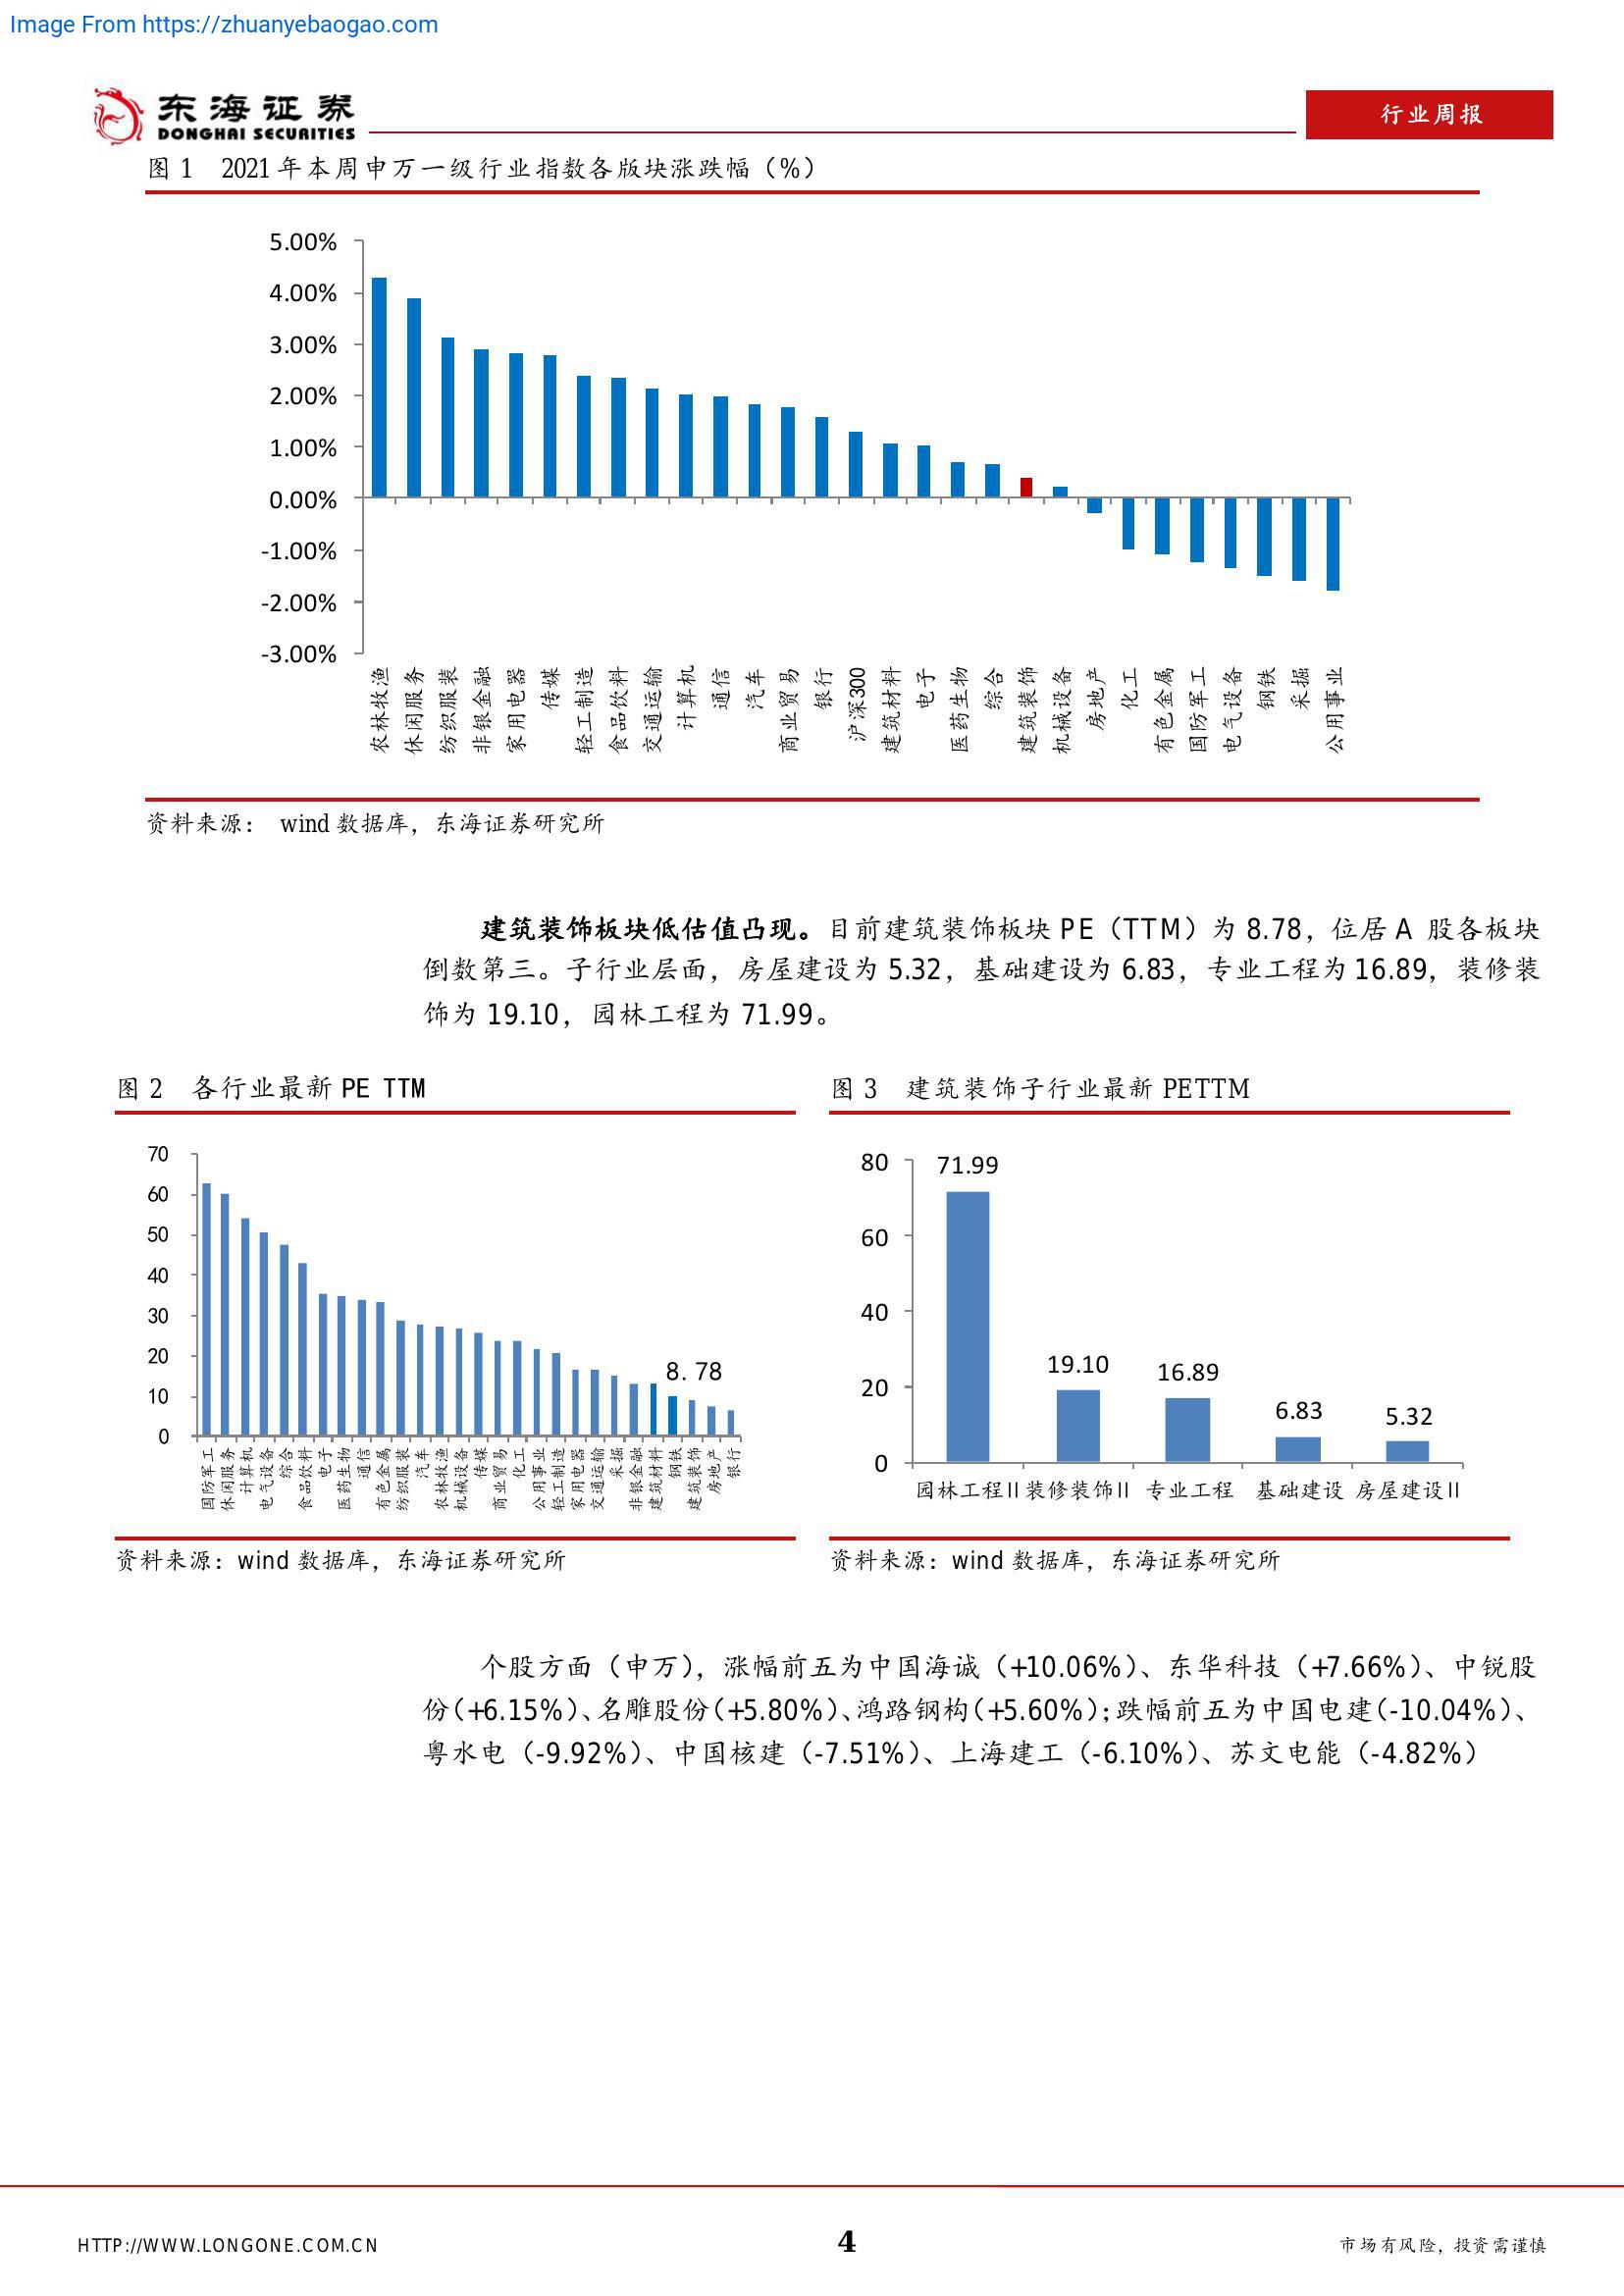 Image From https://zhuanyebaogao.com
东海证券
DONGHAI SECURITIES
行业周报
图 1 2021 年本周申万一级行业指数各版块涨跌幅（%）
5.00%
4.00%
3.00%
2.00%
1.00%
0.00%
-1.00%
-2.00%
-3.00%
农林牧渔
休闲服务
纺织服装
非银金融
家用电器
传媒
轻工制造
食品饮料
交通运输
计算机
通信
汽车
商业贸易
银行
沪深300
建筑材料
电子
医药生物
综合
建筑装饰
机械设备
房地产
化工
有色金属
国防军工
电气设备
钢铁
采掘
公用事业
资料来源： wind 数据库，东海证券研究所
建筑装饰板块低估值凸现。目前建筑装饰板块 PE（TTM）为 8.78，位居 A 股各板块
倒数第三。子行业层面，房屋建设为 5.32，基础建设为 6.83，专业工程为 16.89，装修装
饰为 19.10，园林工程为 71.99。
图 2 各行业最新 PE TTM
70
60
50
40
30
20
10
0
8.78
国防军工
休闲服务
计算机
电气设备
综合
食品饮料
电子
医药生物
通信
有色金属
纺织服装
汽车
农林牧渔
机械设备
传媒
商业贸易
化工
公用事业
轻工制造
家用电器
交通运输
采掘
非银金融
建筑材料
钢铁
建筑装饰
房地产
银行
资料来源：wind 数据库，东海证券研究所
图 3 建筑装饰子行业最新 PETTM
80
60
40
20
0
71.99
19.10
16.89
6.83
5.32
园林工程II 装修装饰II 专业工程 基础建设 房屋建设II
资料来源：wind 数据库，东海证券研究所
个股方面（申万），涨幅前五为中国海诚（+10.06%）、东华科技（+7.66%）、中锐股
份（+6.15%）、名雕股份（+5.80%）、鸿路钢构（+5.60%）；跌幅前五为中国电建（-10.04%）、
粤水电（-9.92%）、中国核建（-7.51%）、上海建工（-6.10%）、苏文电能（-4.82%）
HTTP://WWW.LONGONE.COM.CN
4
市场有风险，投资需谨慎